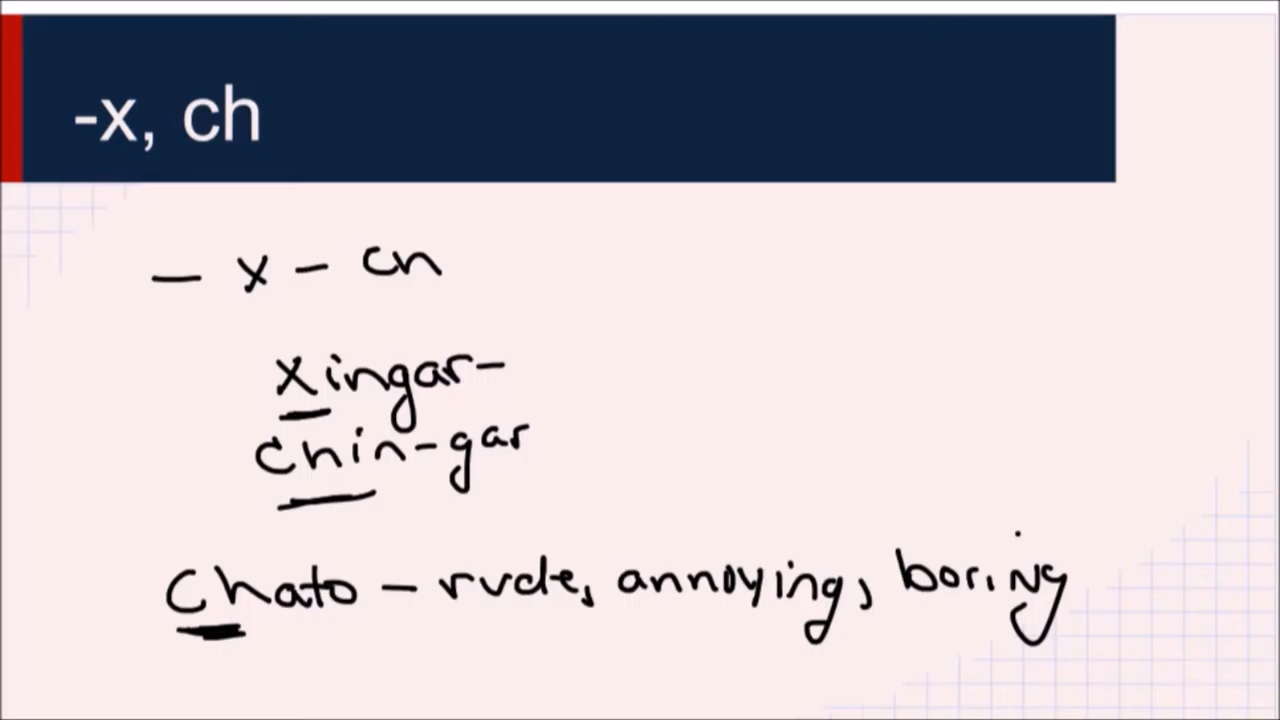 -x, ch
– x – ch
xingar–
chin-gar
Chato – rude, annoying, boring